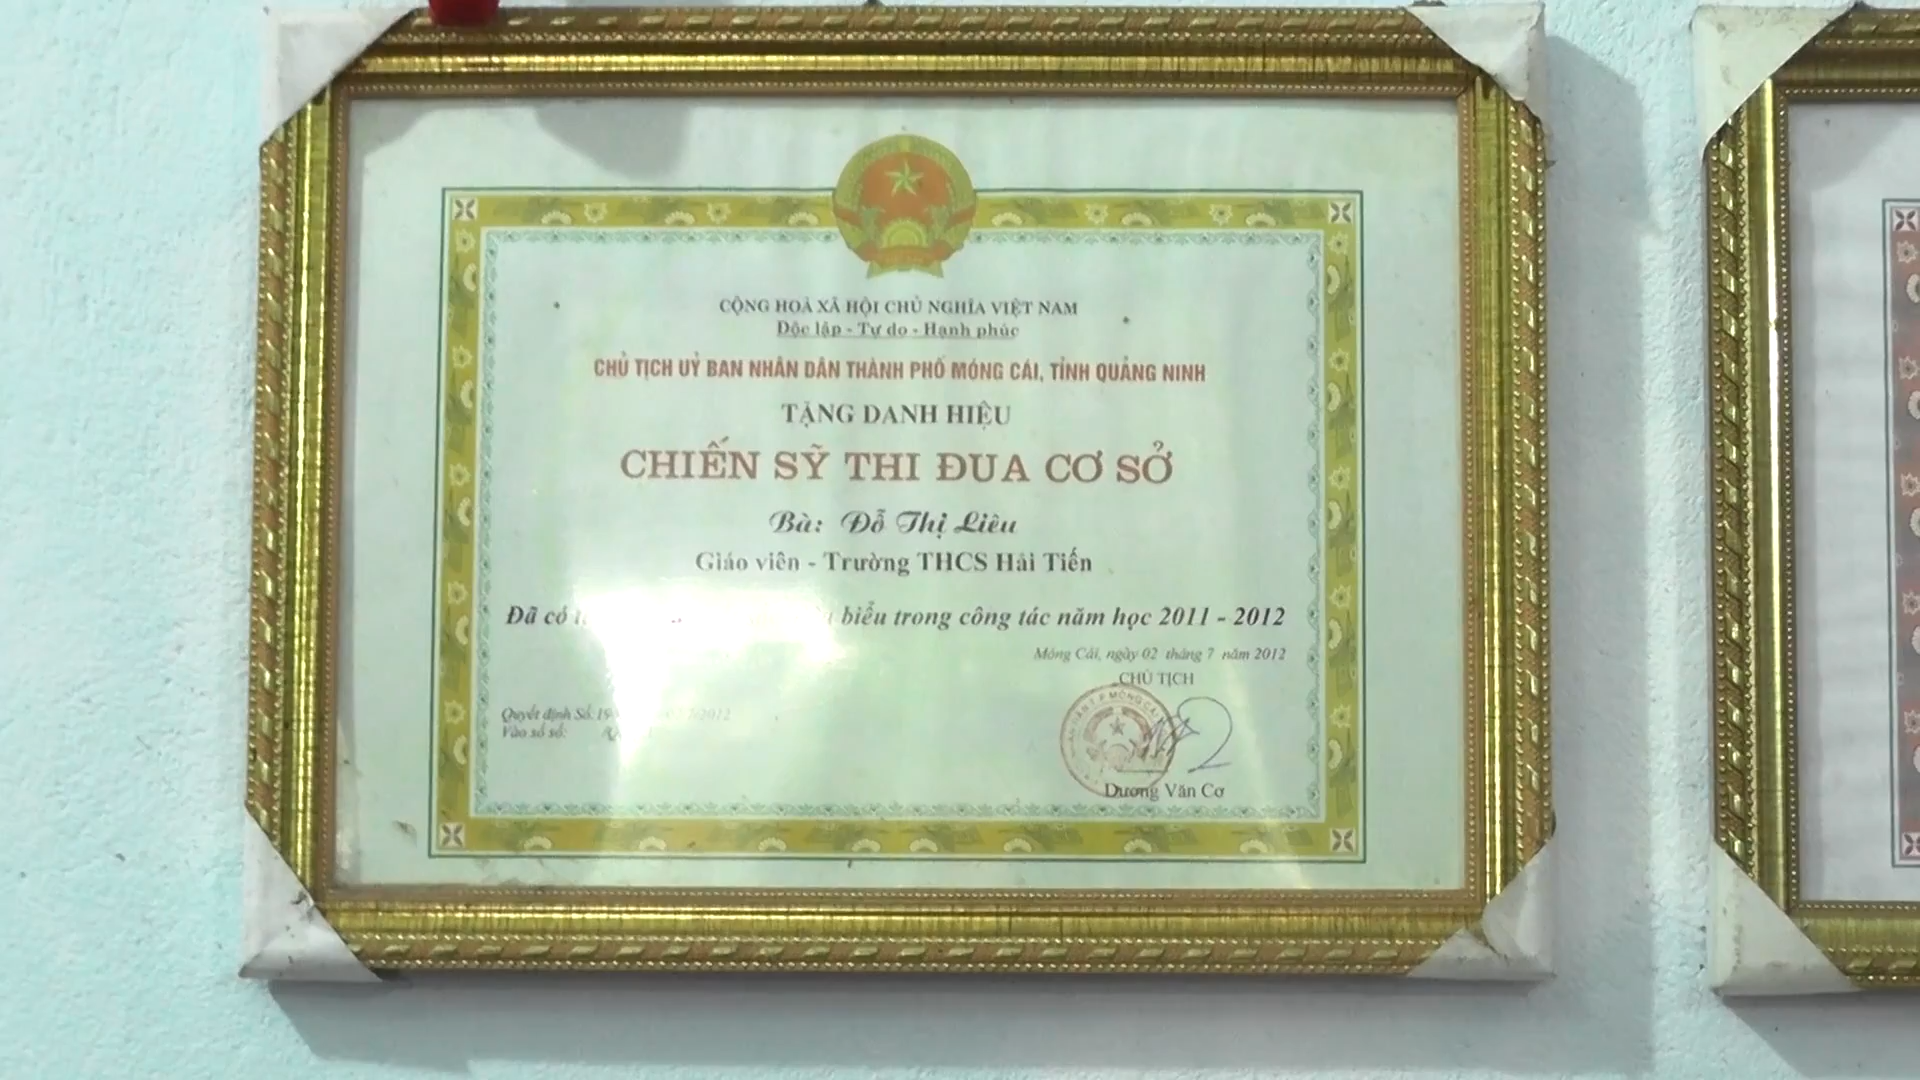 CỘNG HOÀ XÃ HỘI CHỦ NGHĨA VIỆT NAM
Độc lập - Tự do - Hạnh phúc
CHỦ TỊCH UỶ BAN NHÂN DÂN THÀNH PHỐ MÓNG CÁI, TỈNH QUẢNG NINH
TẶNG DANH HIỆU
CHIẾN SỸ THI ĐUA CƠ SỞ
Bà: Đỗ Thị Liêu
Giáo viên - Trường THCS Hải Tiến
Đã có biểu trong công tác năm học 2011 - 2012
Móng Cái, ngày 02 tháng 7 năm 2012
CHỦ TỊCH
Quyết định Số:
Vào sổ số:
Dương Văn Cơ